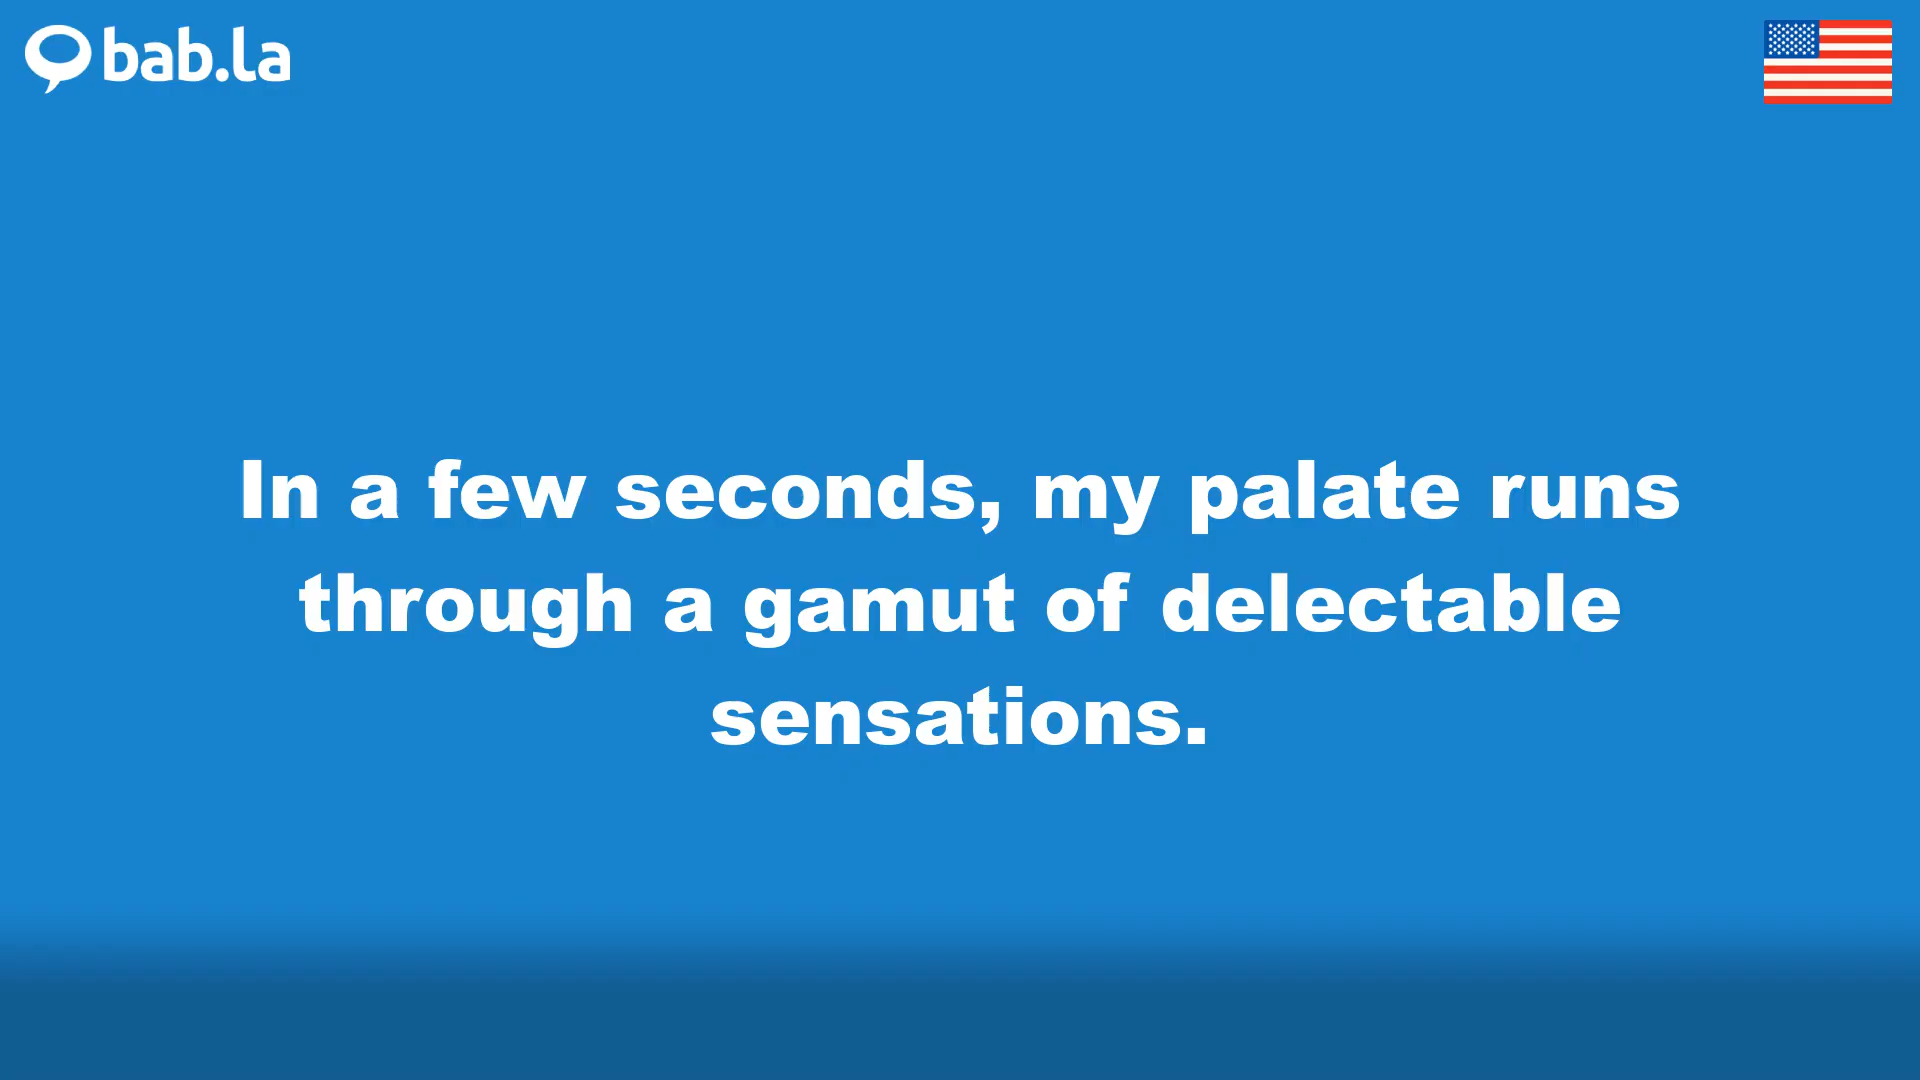 bab.la
In a few seconds, my palate runs
through a gamut of delectable
sensations.